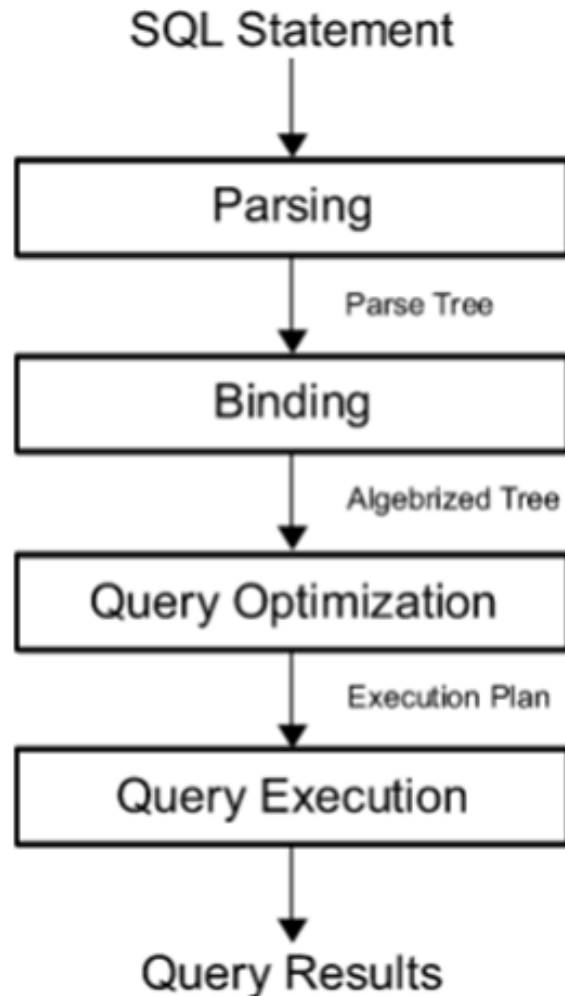 SQL Statement
Parsing
Parse Tree
Binding
Algebrized Tree
Query Optimization
Execution Plan
Query Execution
Query Results